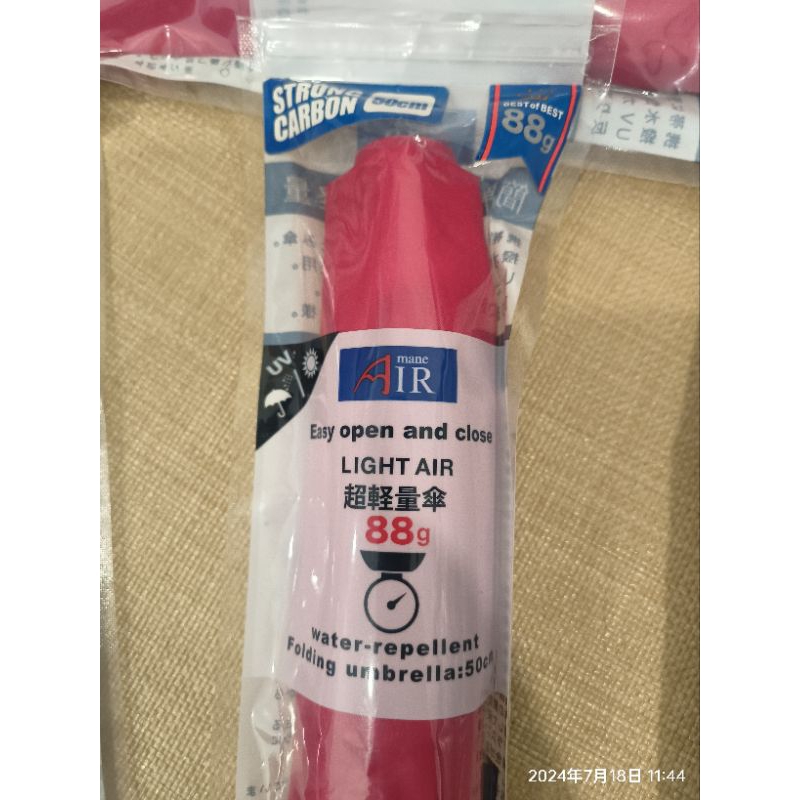 STRONG
CARBON
50cm
BEST of BEST
88g
UV
mane
AIR
Easy open and close
LIGHT AIR
超軽量傘
88g
water-repellent
Folding umbrella:50cm
2024年7月18日 11:44